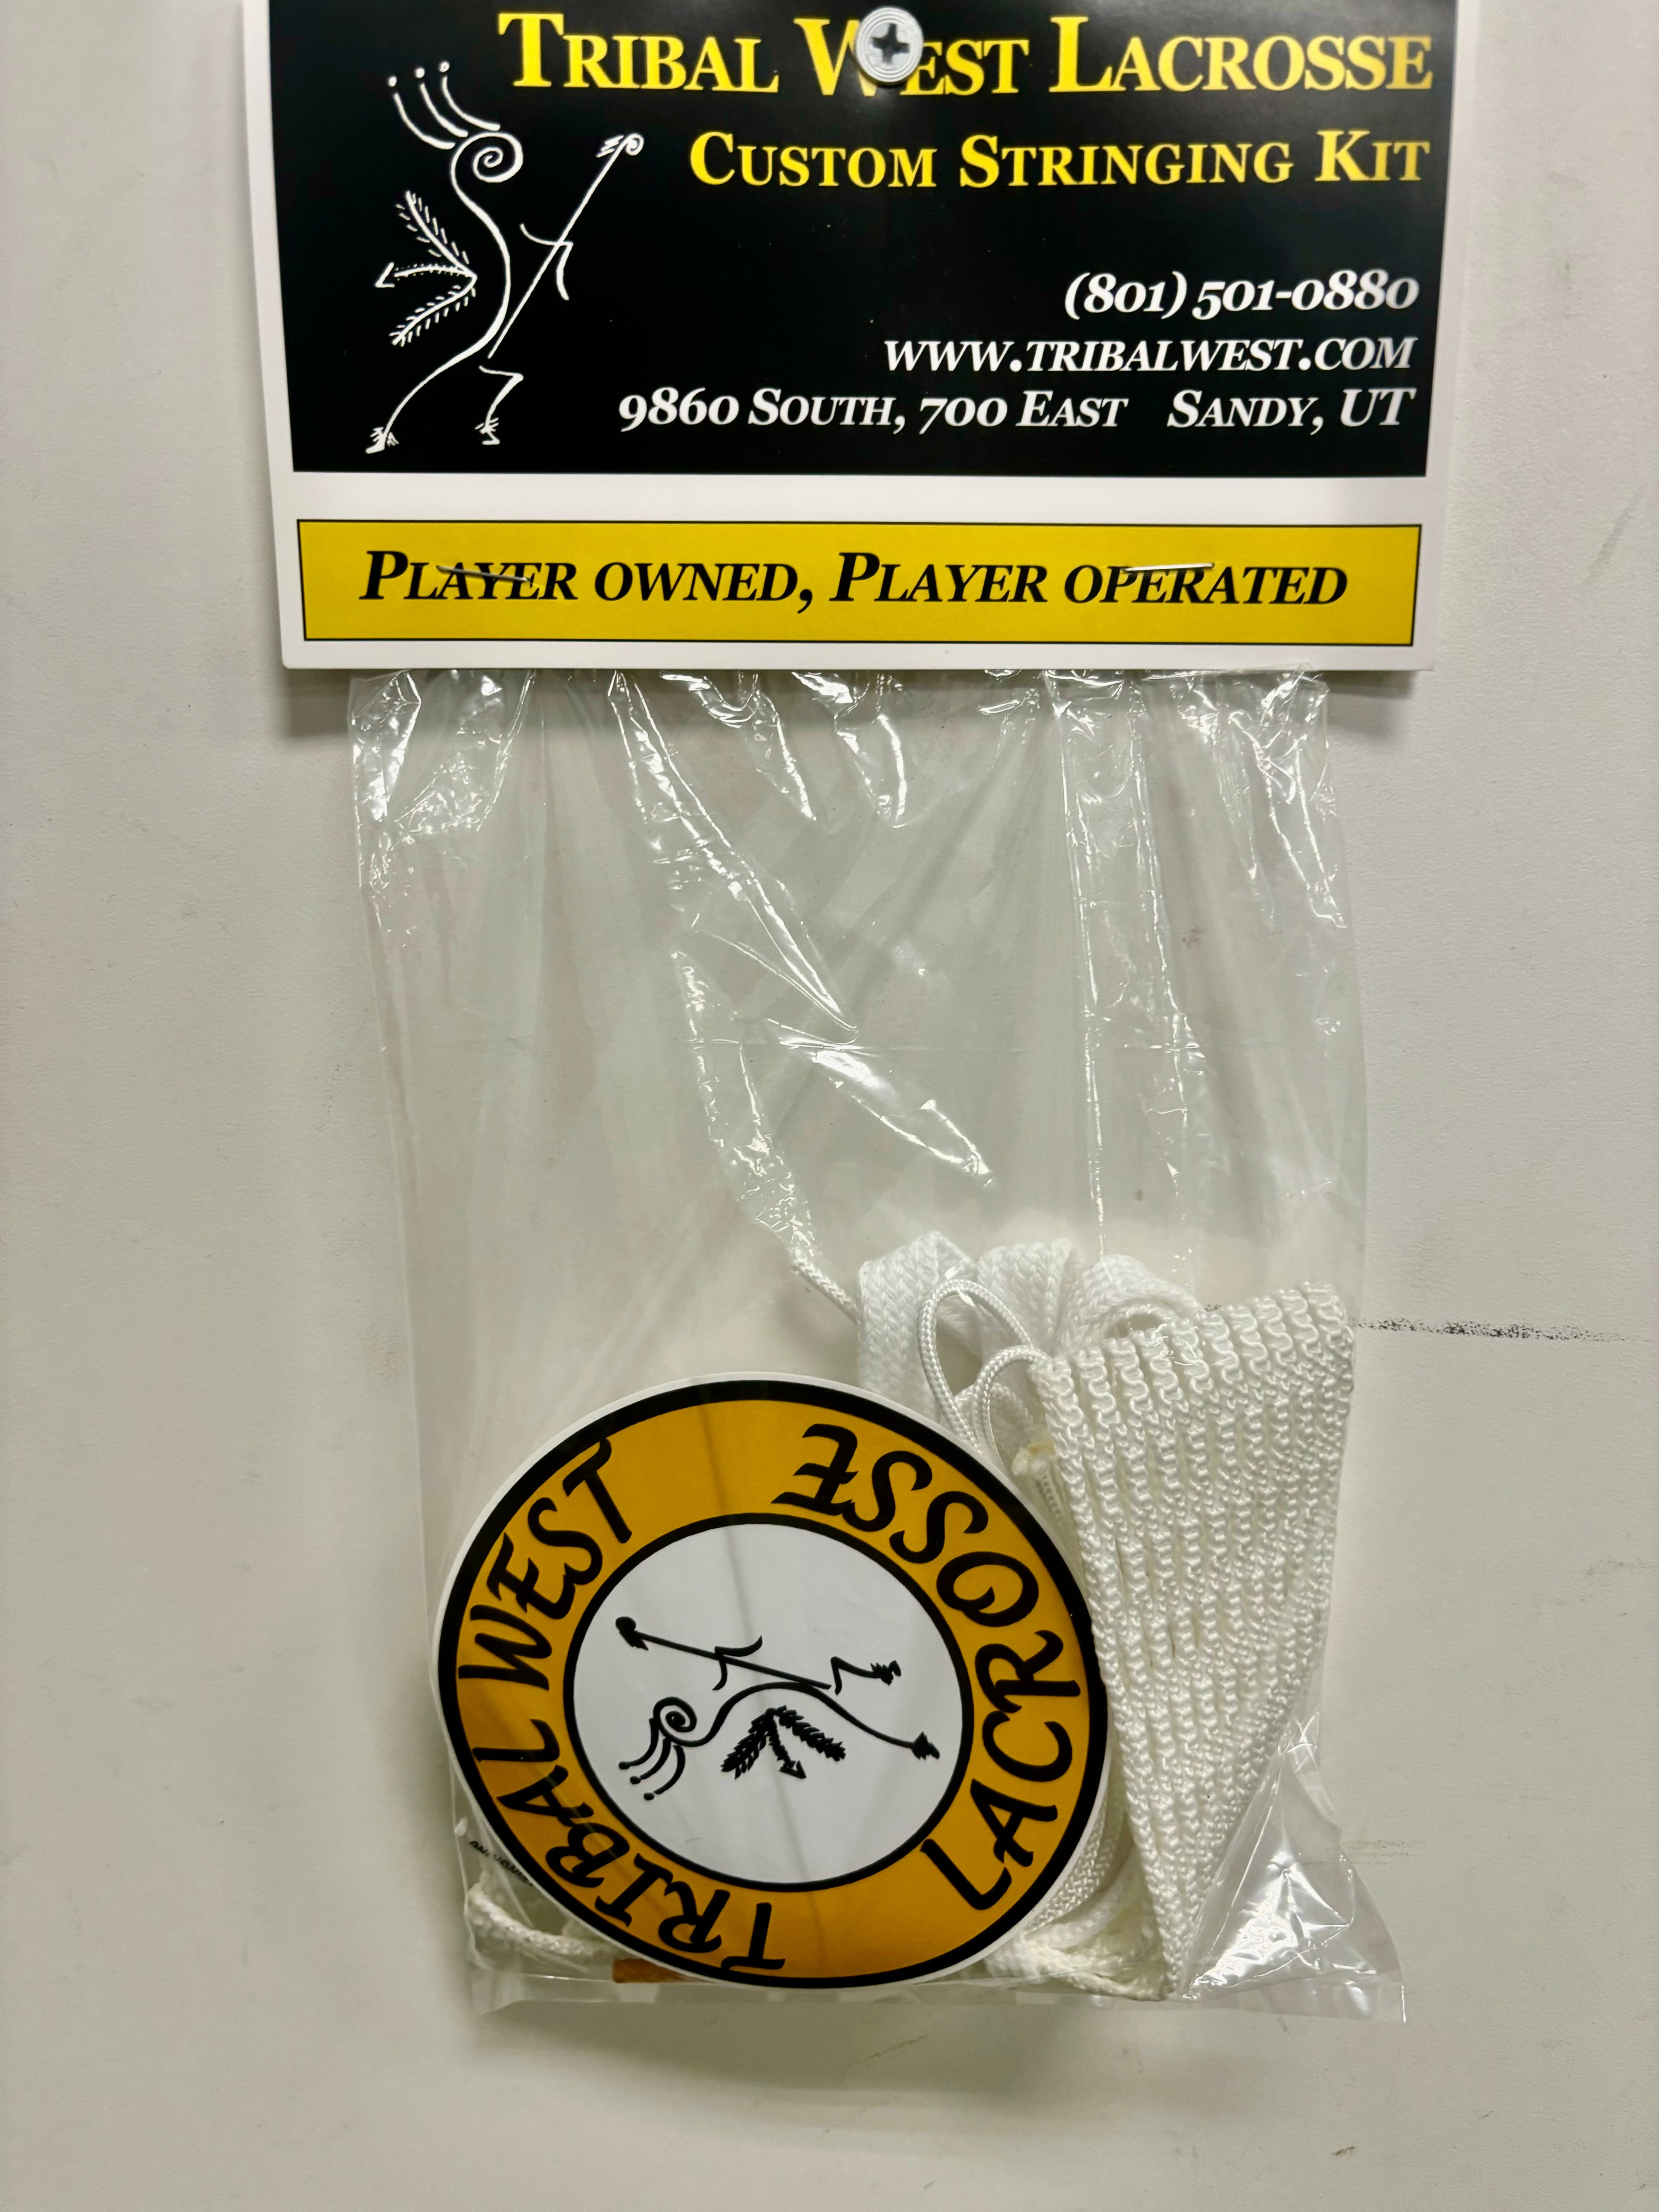 TRIBAL WEST LACROSSE
CUSTOM STRINGING KIT
(801) 501-0880
WWW.TRIBALWEST.COM
9860 SOUTH, 700 EAST SANDY, UT
PLAYER OWNED, PLAYER OPERATED
TRIBAL WEST
LACROSSE